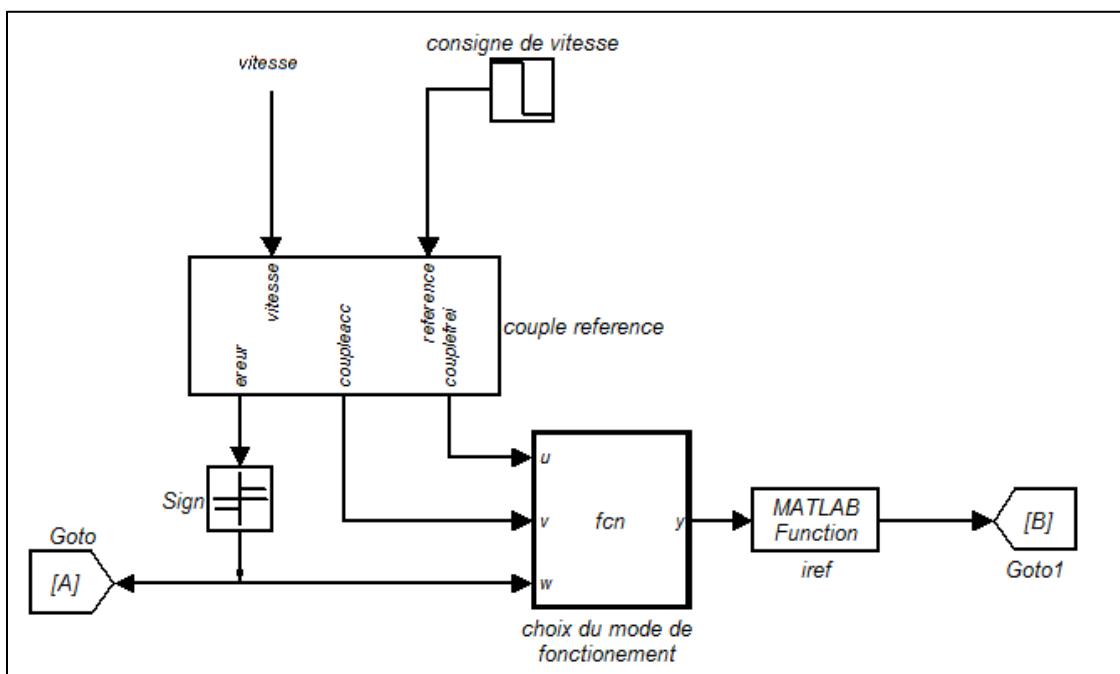 consigne de vitesse
vitesse
vitesse
reference
ereur
coupleacc
couplefrei
couple reference
Sign
Goto
[A]
u
v
w
fcn
y
choix du mode de
fonctionement
MATLAB
Function
iref
[B]
Goto1